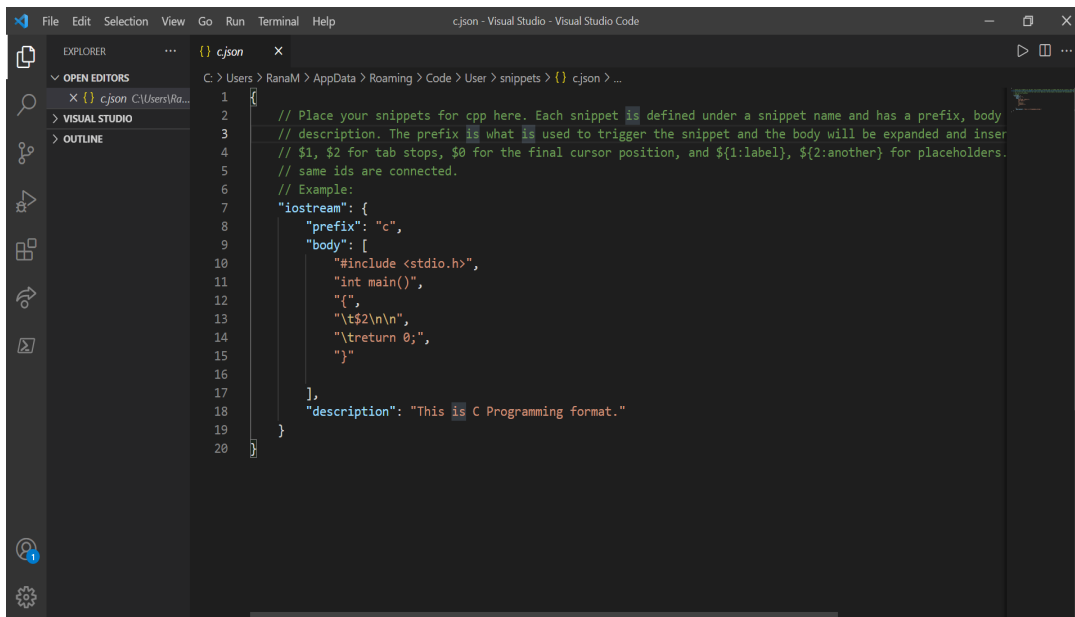 File Edit Selection View Go Run Terminal Help c.json - Visual Studio - Visual Studio Code
EXPLORER ... {} c.json
OPEN EDITORS
{} c.json C:\Users\Ra...
VISUAL STUDIO
OUTLINE
C: > Users > RanaM > AppData > Roaming > Code > User > snippets > {} c.json > ...
1 {
2 // Place your snippets for cpp here. Each snippet is defined under a snippet name and has a prefix, body
3 // description. The prefix is what is used to trigger the snippet and the body will be expanded and inser
4 // $1, $2 for tab stops, $0 for the final cursor position, and ${1:label}, ${2:another} for placeholders.
5 // same ids are connected.
6 // Example:
7 "iostream": {
8 "prefix": "c",
9 "body": [
10 "#include <stdio.h>",
11 "int main()",
12 "{",
13 "\t$2\n\n",
14 "\treturn 0;",
15 "}"
16
17 ],
18 "description": "This is C Programming format."
19 }
20 }
1